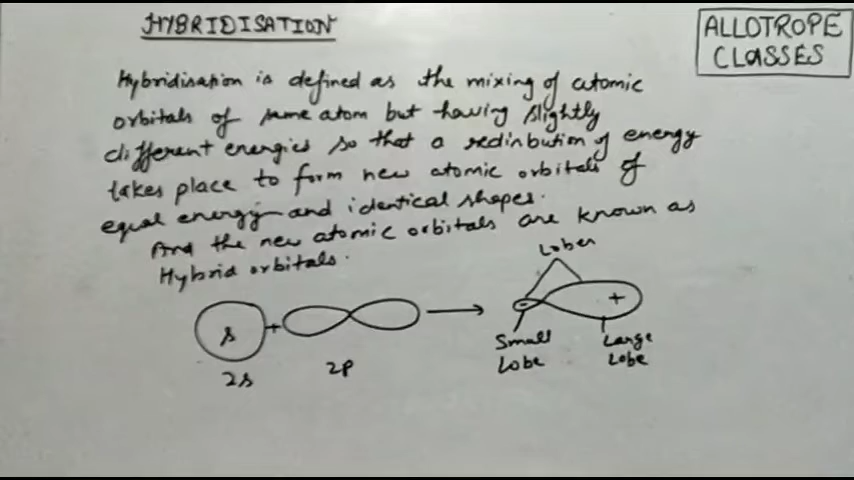 HYBRIDISATION
ALLOTROPE
CLASSES
Hybridisation is defined as the mixing of atomic
orbitals of same atom but having slightly
different energies so that a redinbution of energy
takes place to form new atomic orbitals of
equal energy and identical shapes.
And the new atomic orbitals are known as
Hybrid orbitals.
Lobes
s + → - +
2s 2p
Small Large
Lobe Lobe